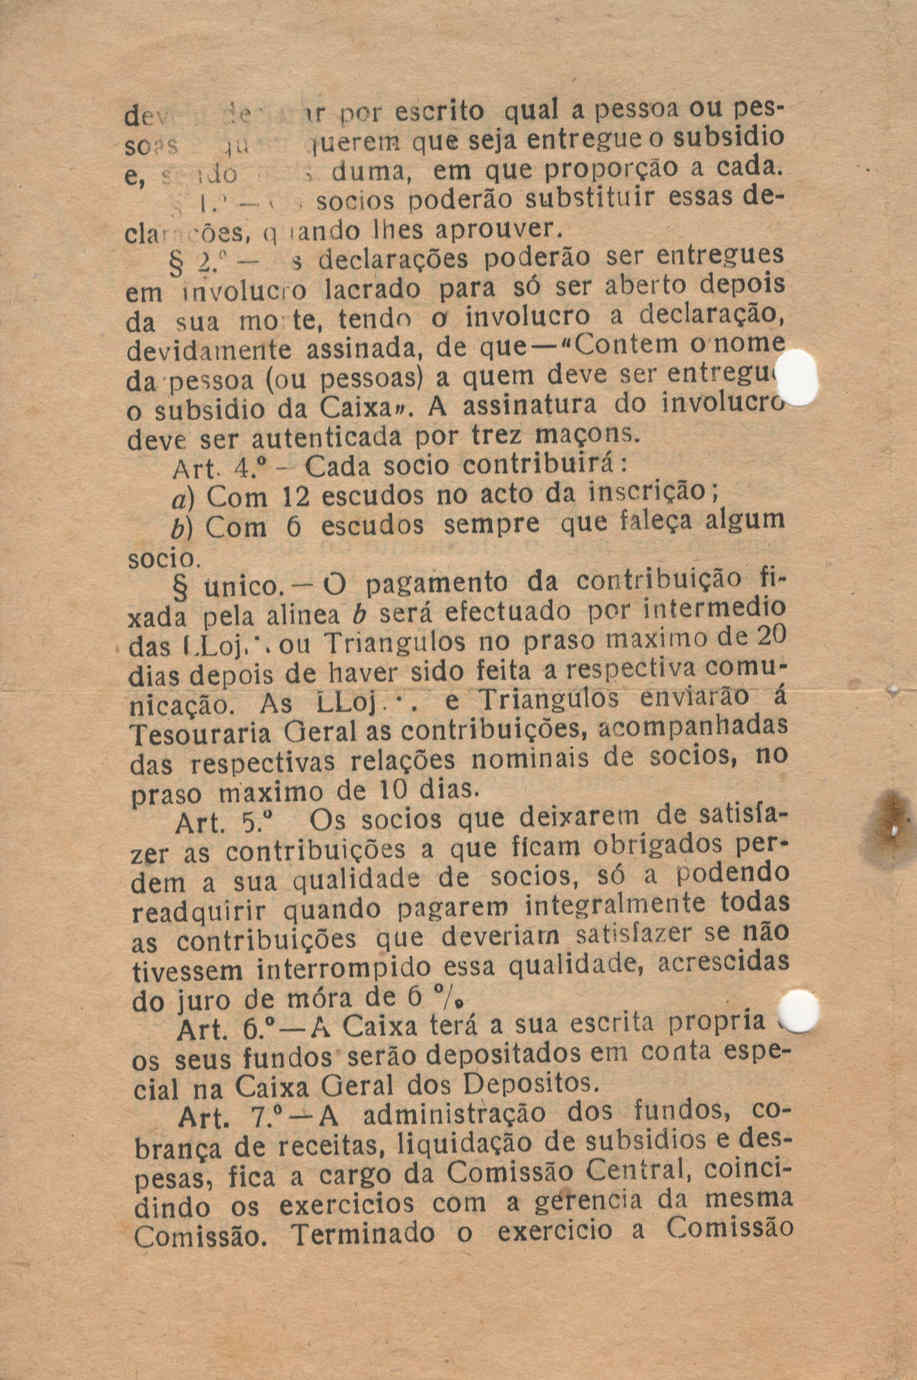 por escrito qual a pessoa ou pes-
que seja entregue o subsidio
e, duma, em que proporção a cada.
socios poderão substituir essas de-
lhes aprouver.
§ 2.º — declarações poderão ser entregues
em involucro lacrado para só ser aberto depois
da sua morte, tendo o involucro a declaração,
devidamente assinada, de que—"Contem o nome
da pessoa (ou pessoas) a quem deve ser entregue
o subsidio da Caixa». A assinatura do involucro
deve ser autenticada por trez maçons.
Art. 4.º - Cada socio contribuirá:
a) Com 12 escudos no acto da inscrição;
b) Com 6 escudos sempre que faleça algum
socio.
§ unico. — O pagamento da contribuição fi-
xada pela alinea b será efectuado por intermedio
das LLoj.·. ou Triangulos no praso maximo de 20
dias depois de haver sido feita a respectiva comu-
nicação. As LLoj.·. e Triangulos enviarão á
Tesouraria Geral as contribuições, acompanhadas
das respectivas relações nominais de socios, no
praso maximo de 10 dias.
Art. 5.º Os socios que deixarem de satisfa-
zer as contribuições a que ficam obrigados per-
dem a sua qualidade de socios, só a podendo
readquirir quando pagarem integralmente todas
as contribuições que deveriam satisfazer se não
tivessem interrompido essa qualidade, acrescidas
do juro de móra de 6 %
Art. 6.º—A Caixa terá a sua escrita propria
os seus fundos serão depositados em conta espe-
cial na Caixa Geral dos Depositos.
Art. 7.º—A administração dos fundos, co-
brança de receitas, liquidação de subsidios e des-
pesas, fica a cargo da Comissão Central, coinci-
dindo os exercicios com a gerencia da mesma
Comissão. Terminado o exercicio a Comissão